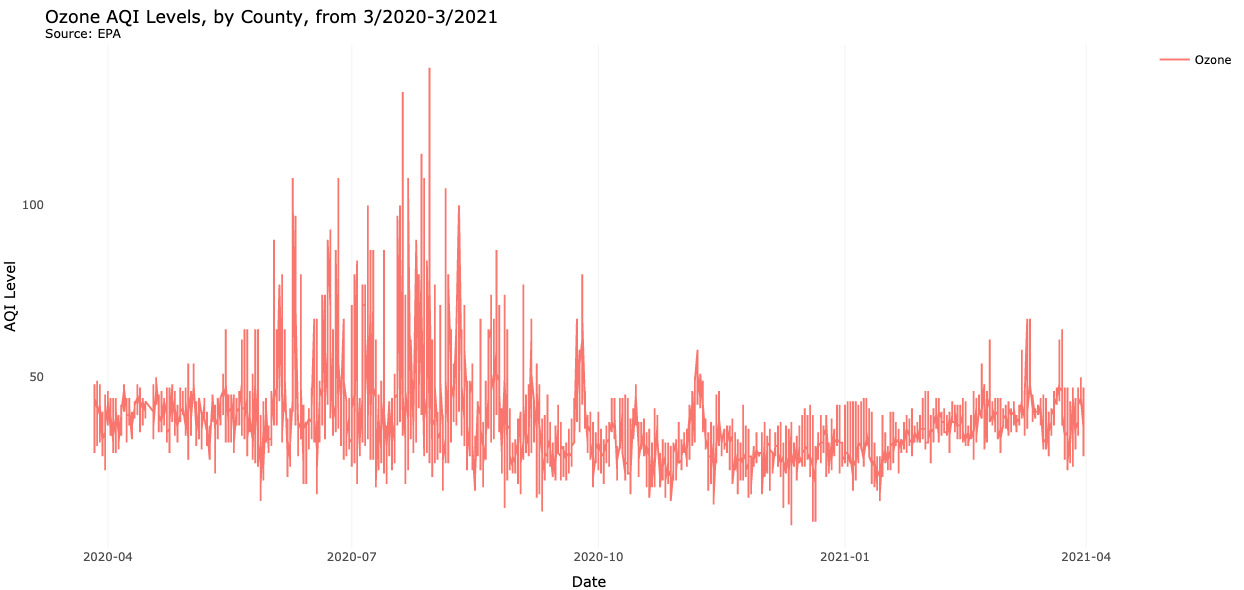 Ozone AQI Levels, by County, from 3/2020-3/2021
Source: EPA
Ozone
AQI Level
100
50
2020-04
2020-07
2020-10
2021-01
2021-04
Date